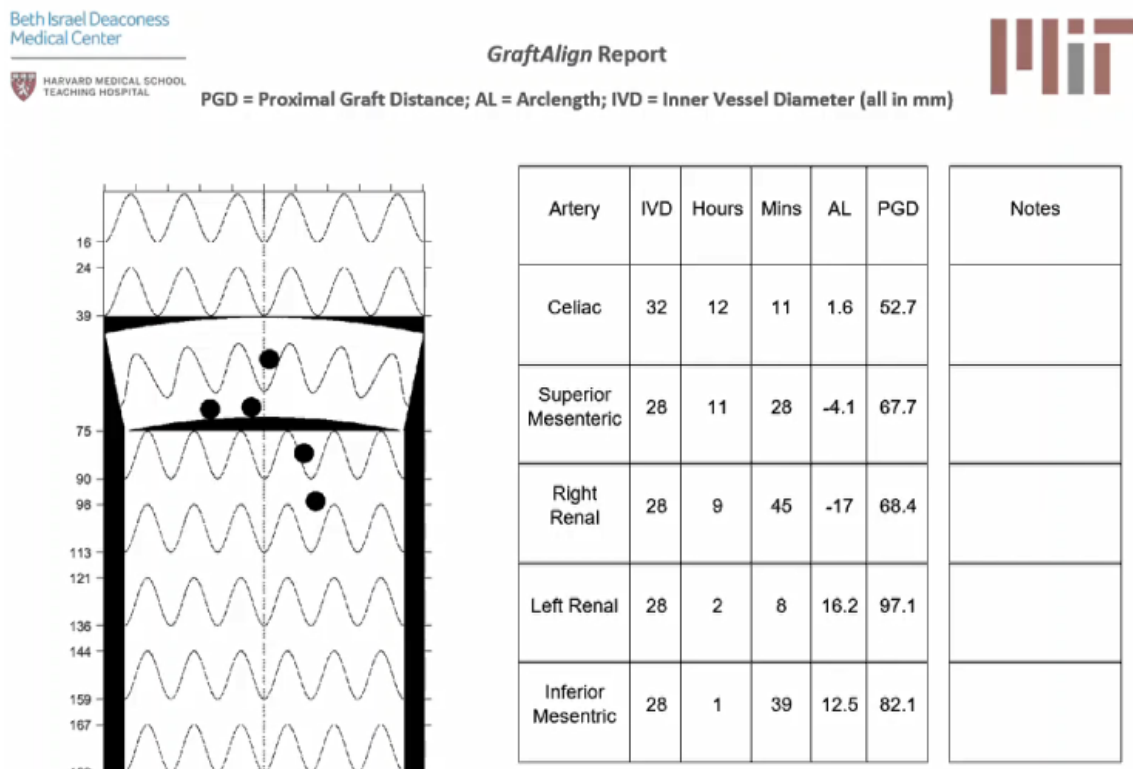 Beth Israel Deaconess
Medical Center
HARVARD MEDICAL SCHOOL
TEACHING HOSPITAL
GraftAlign Report
MiT
PGD = Proximal Graft Distance; AL = Arclength; IVD = Inner Vessel Diameter (all in mm)
16
24
39
75
90
98
113
121
136
144
159
167
Artery IVD Hours Mins AL PGD Notes
Celiac 32 12 11 1.6 52.7
Superior
Mesenteric 28 11 28 -4.1 67.7
Right
Renal 28 9 45 -17 68.4
Left Renal 28 2 8 16.2 97.1
Inferior
Mesentric 28 1 39 12.5 82.1